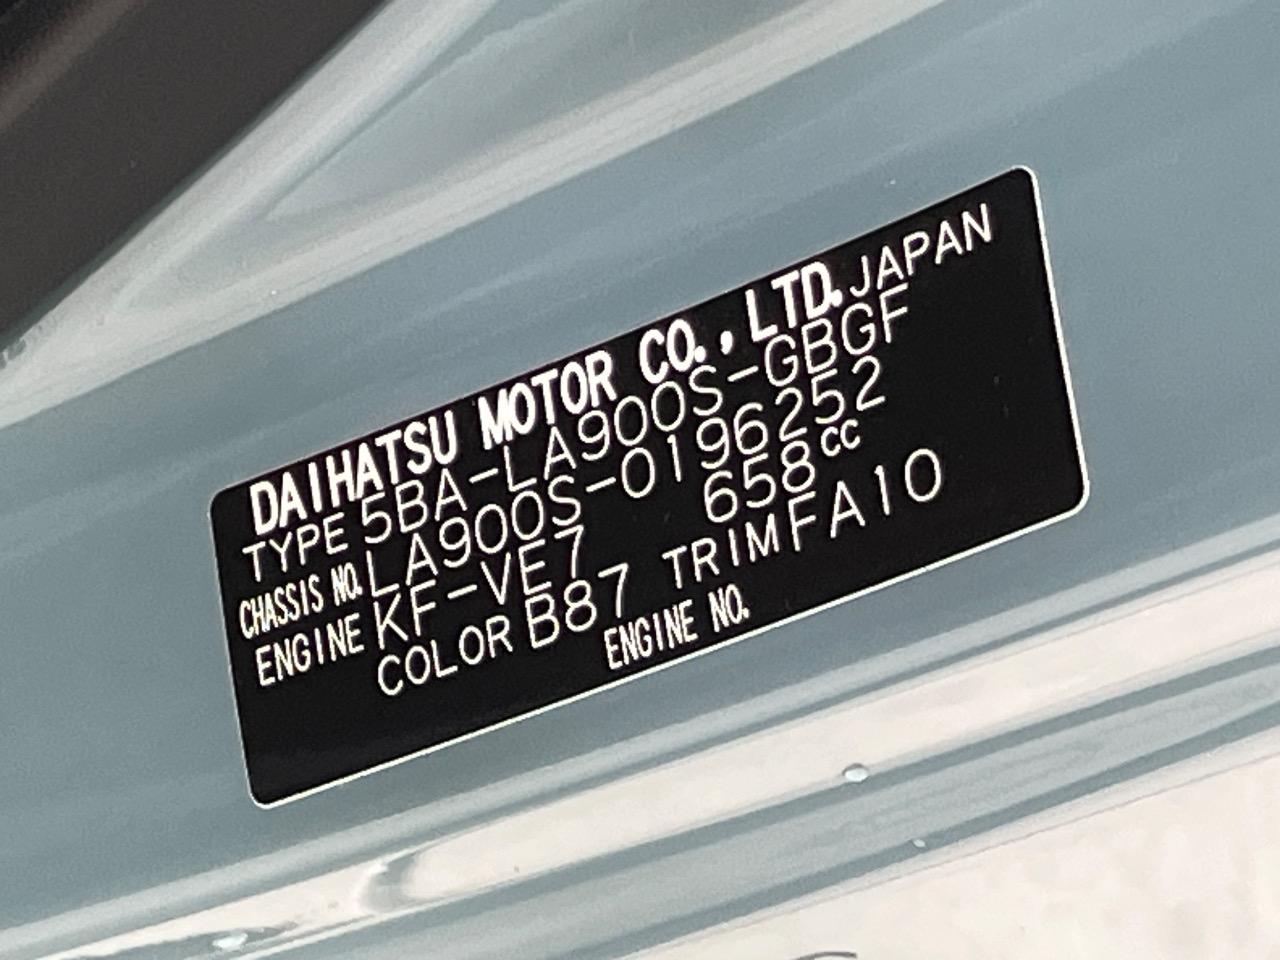 DAIHATSU MOTOR CO., LTD. JAPAN
TYPE 5BA-LA900S-GBGF
CHASSIS NO. LA900S-0196252
ENGINE KF-VE7 658cc
COLOR B87 TRIM FA10
ENGINE NO.